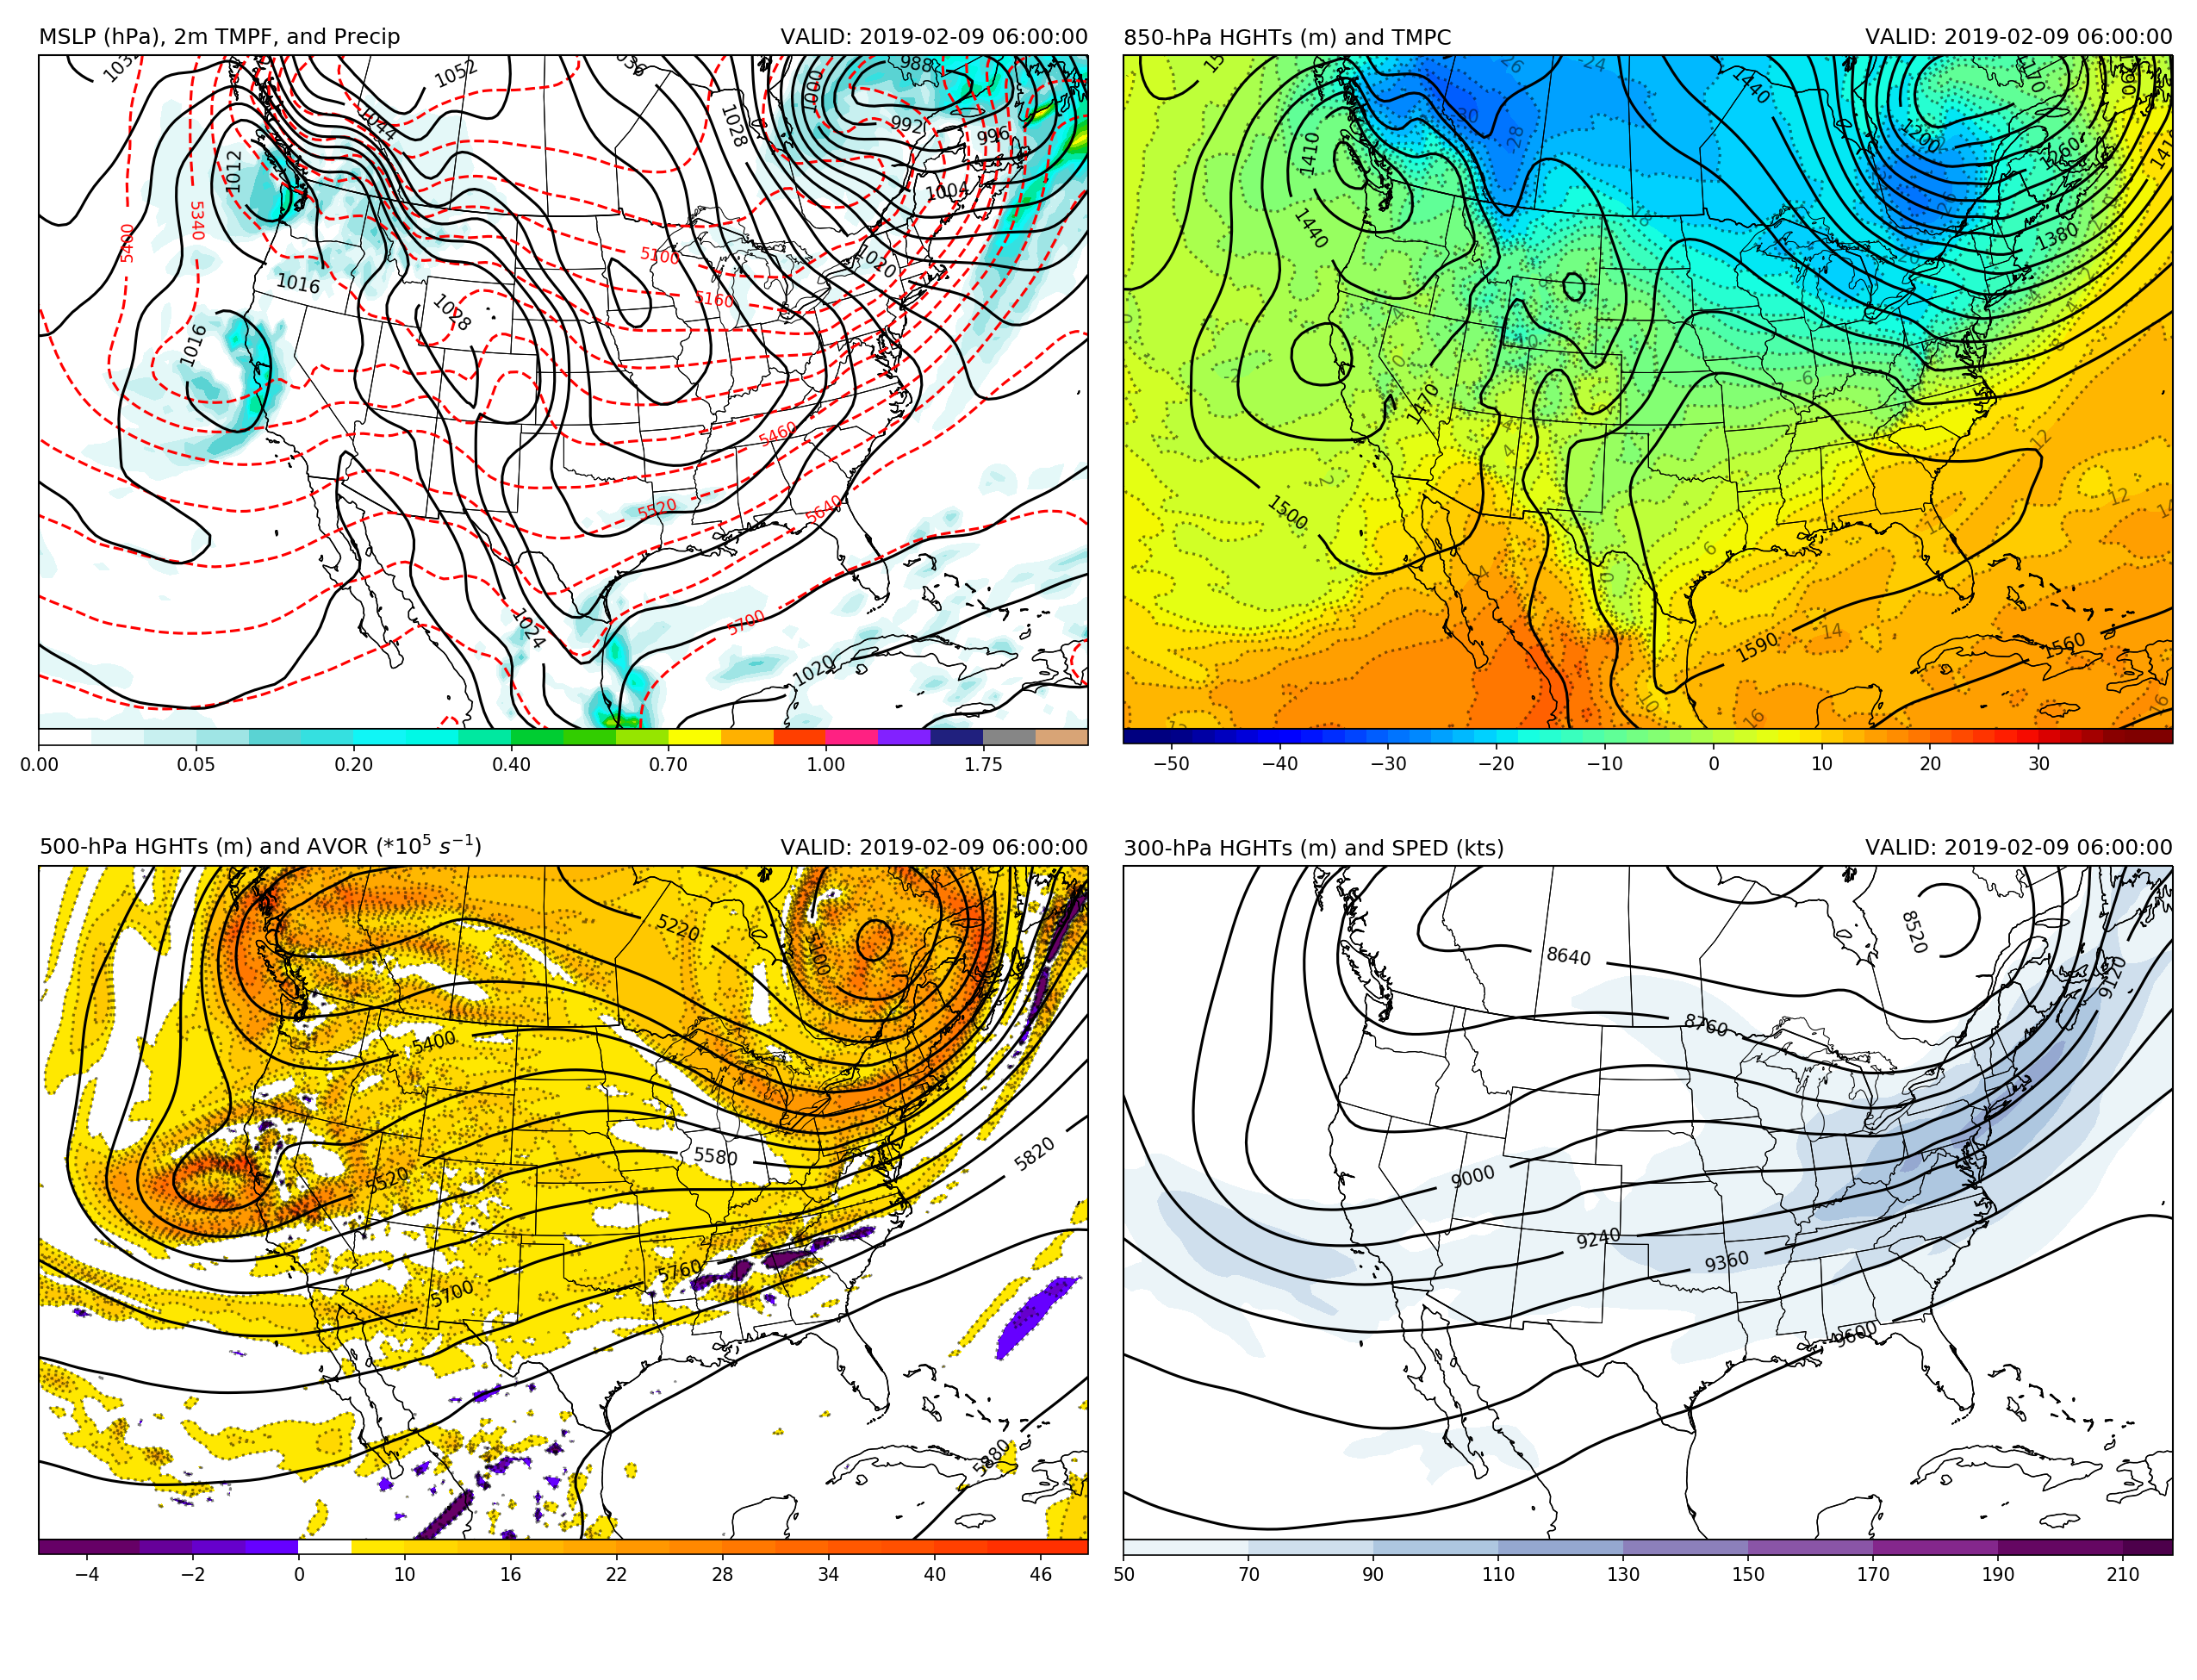 MSLP (hPa), 2m TMPF, and Precip VALID: 2019-02-09 06:00:00
1032 1052 1036 988
1044 1028 1000 992 996
1012 1004
5400 5340 5100 1020
1016 5160
1016 1028
5460
5520 5640
1024 5700 1020
0.00 0.05 0.20 0.40 0.70 1.00 1.75
850-hPa HGHTs (m) and TMPC VALID: 2019-02-09 06:00:00
26 24 1440
30 28 1410 1200 1260
1440 18 1380
10
1470 6
1500 12 12
2 6
14 1590 14 1560
10 16 16
−50 −40 −30 −20 −10 0 10 20 30
500-hPa HGHTs (m) and AVOR (*10⁵ s⁻¹) VALID: 2019-02-09 06:00:00
5220 5100
5400
5580 5820
5520
5760
5700
5880
−4 −2 0 10 16 22 28 34 40 46
300-hPa HGHTs (m) and SPED (kts) VALID: 2019-02-09 06:00:00
8520
8640 9120
8760
9000
9240 9360
9600
50 70 90 110 130 150 170 190 210